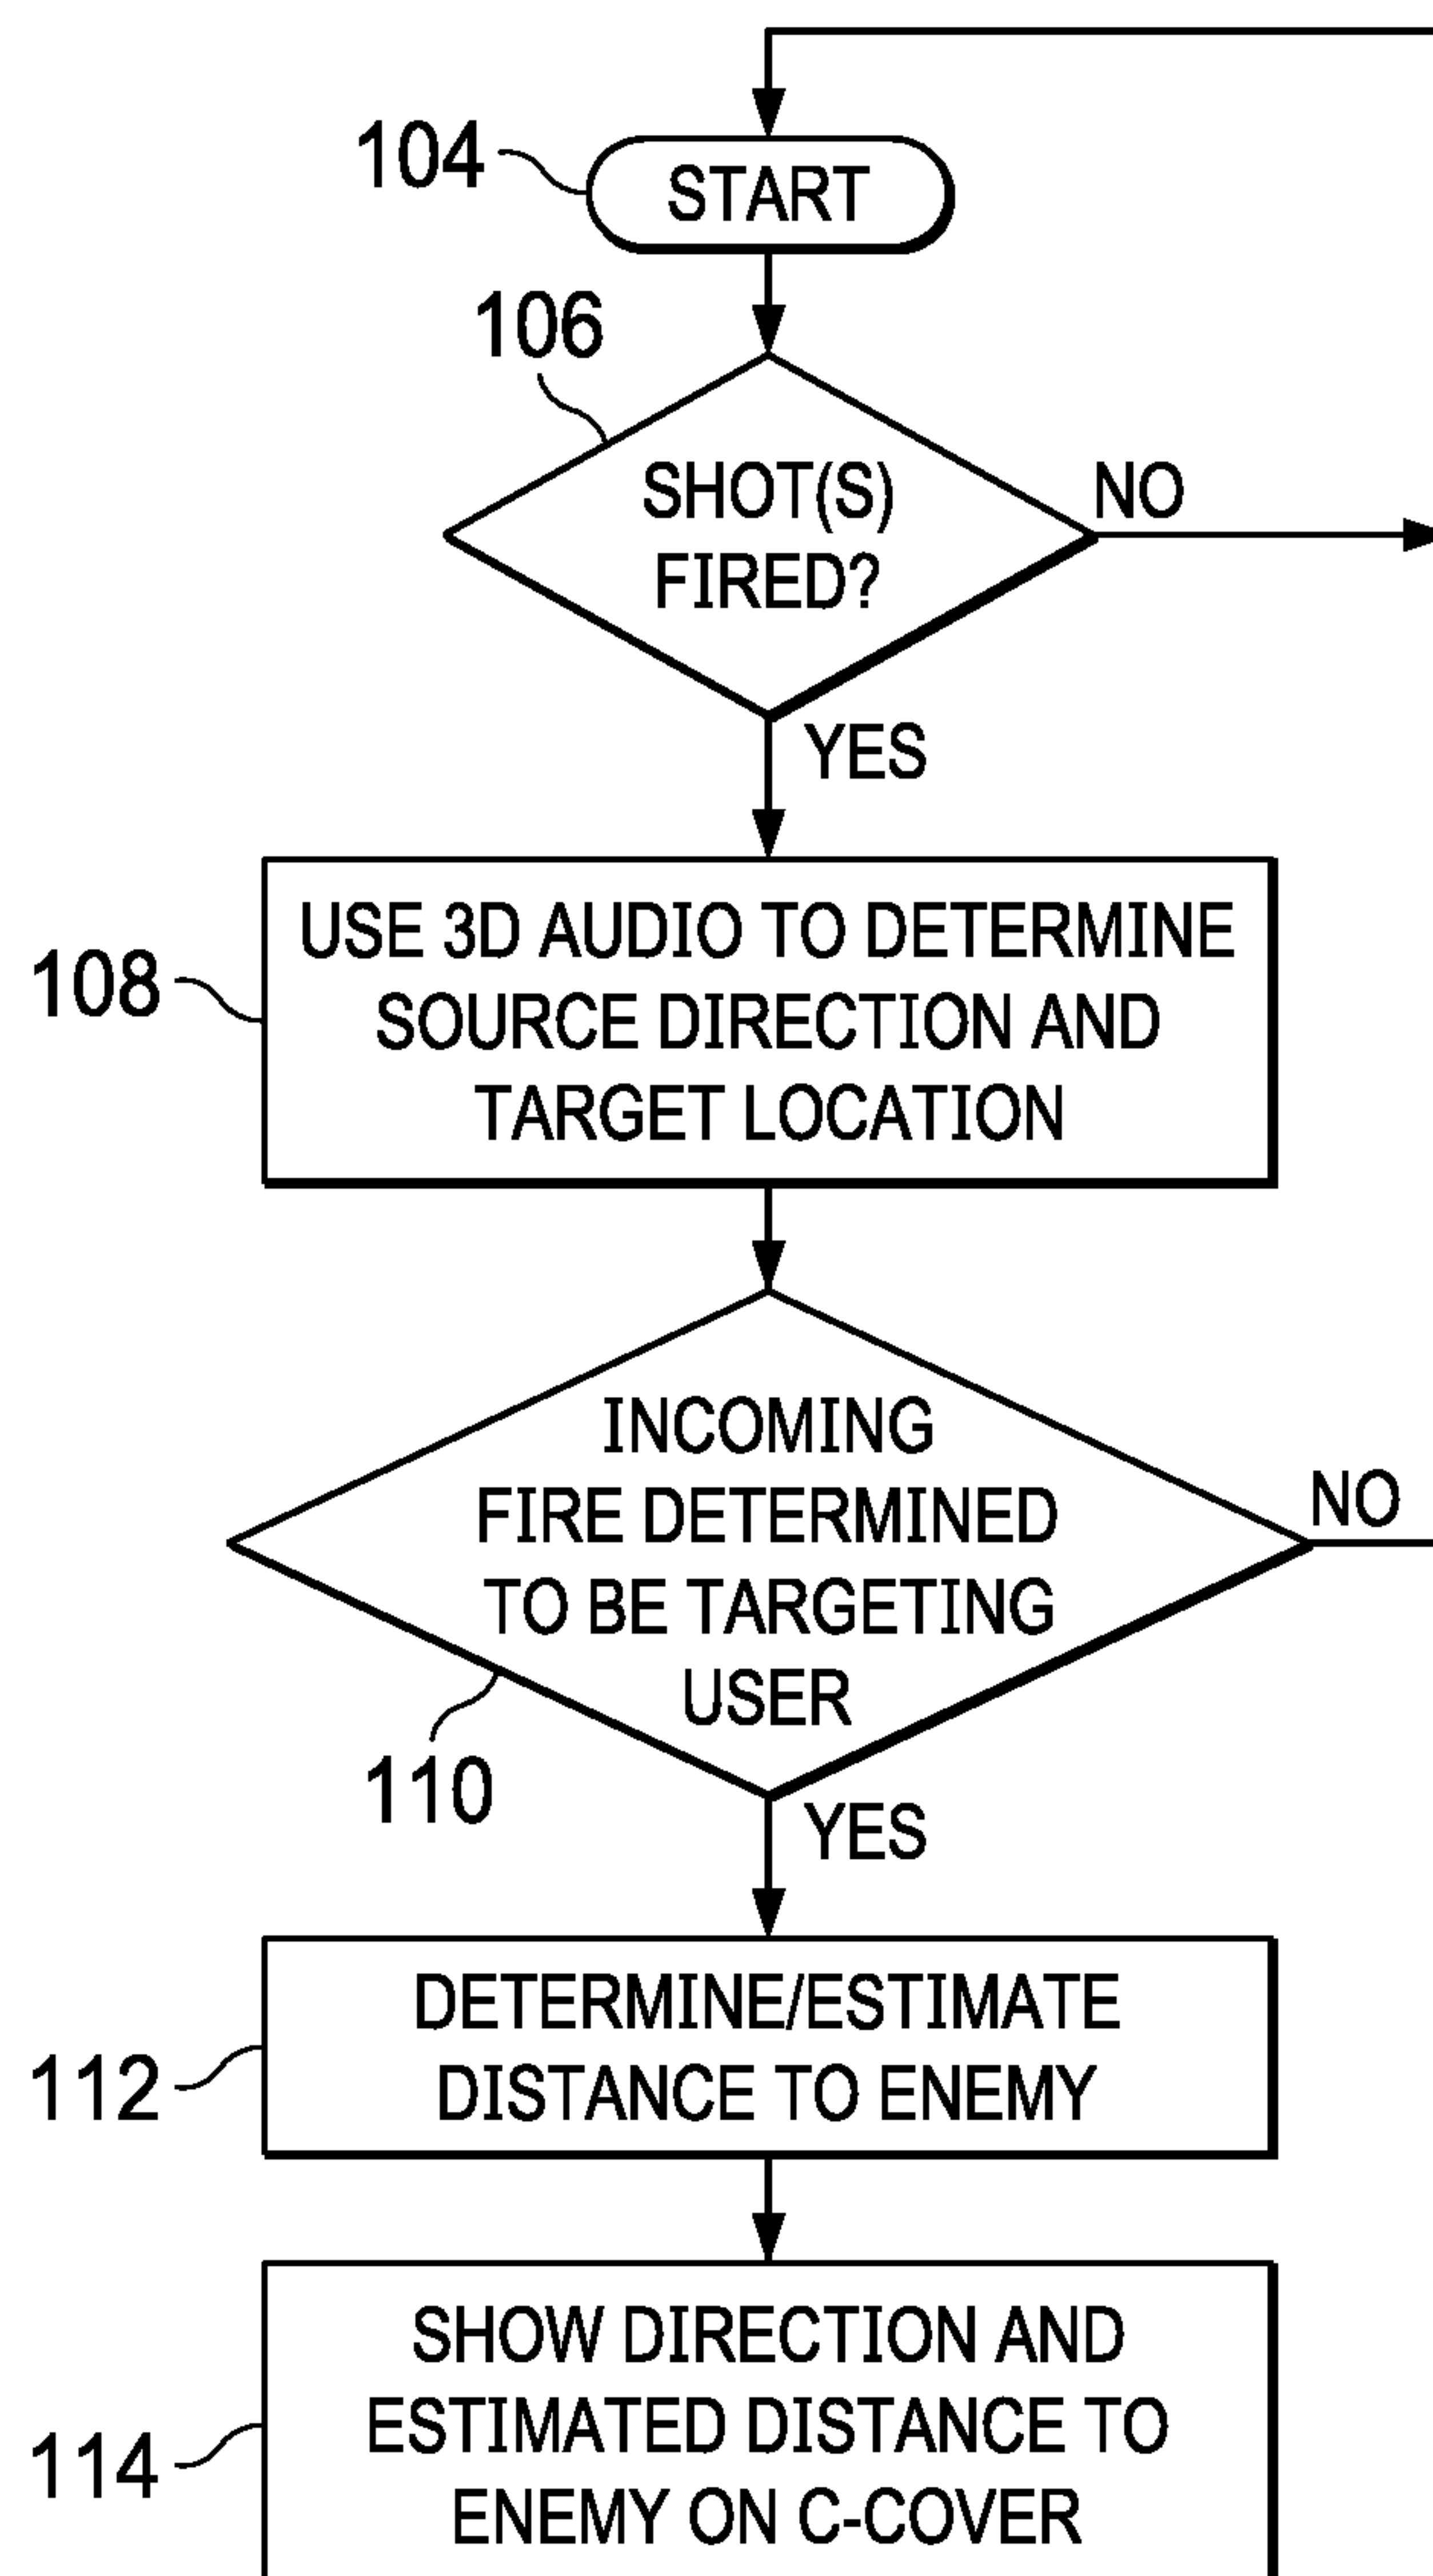 104
START
106
SHOT(S)
FIRED?
NO
YES
108
USE 3D AUDIO TO DETERMINE
SOURCE DIRECTION AND
TARGET LOCATION
INCOMING
FIRE DETERMINED
TO BE TARGETING
USER
NO
110
YES
112
DETERMINE/ESTIMATE
DISTANCE TO ENEMY
114
SHOW DIRECTION AND
ESTIMATED DISTANCE TO
ENEMY ON C-COVER